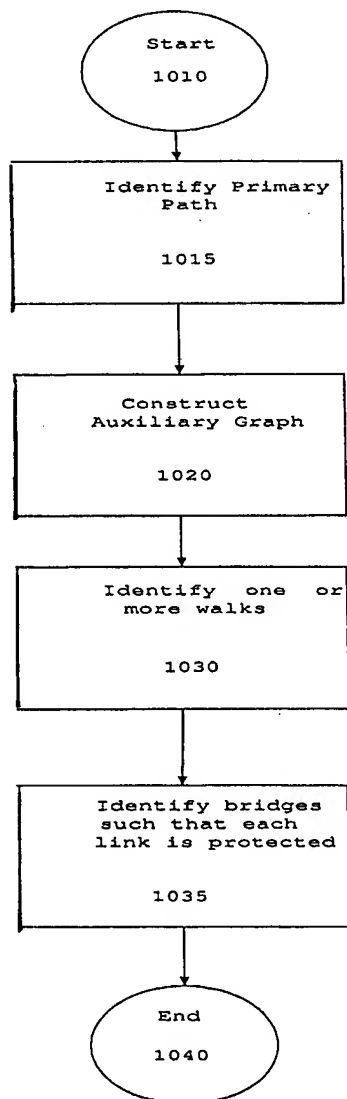 Start
1010
Identify Primary
Path
1015
Construct
Auxiliary Graph
1020
Identify one or
more walks
1030
Identify bridges
such that each
link is protected
1035
End
1040